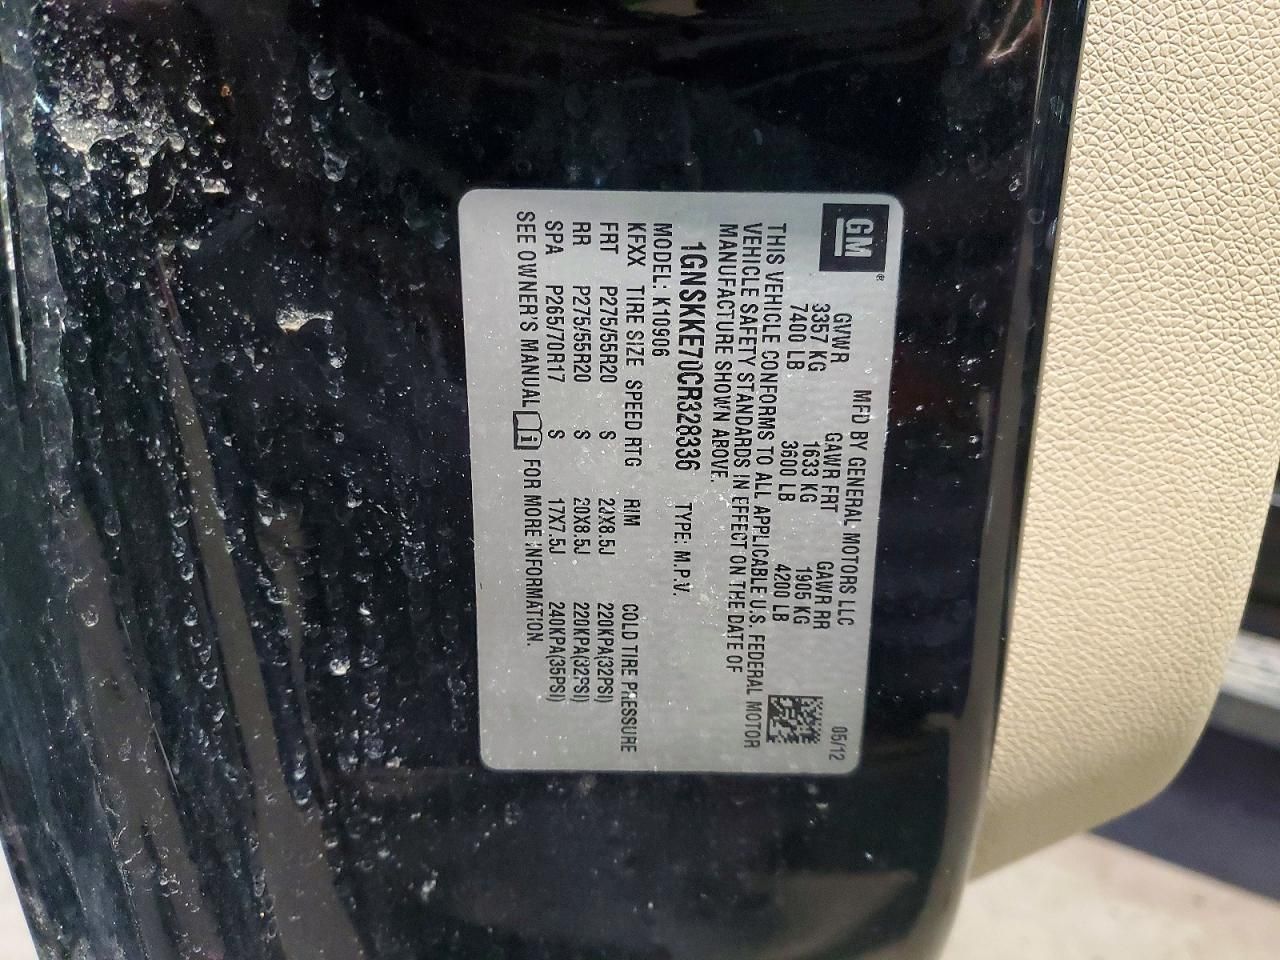 GM ®
MFD BY GENERAL MOTORS LLC 05/12
GWWR GAWR FRT GAWR RR
3357 KG 1633 KG 1905 KG
7400 LB 3600 LB 4200 LB
THIS VEHICLE CONFORMS TO ALL APPLICABLE U.S. FEDERAL MOTOR
VEHICLE SAFETY STANDARDS IN EFFECT ON THE DATE OF
MANUFACTURE SHOWN ABOVE.
1GNSKKE70CR328336 TYPE: M.P.V.
MODEL: K10906
KFXX TIRE SIZE SPEED RTG RIM COLD TIRE PRESSURE
FRT P275/55R20 S 20X8.5J 220KPA(32PSI)
RR P275/55R20 S 20X8.5J 220KPA(32PSI)
SPA P265/70R17 S 17X7.5J 240KPA(35PSI)
SEE OWNER'S MANUAL FOR MORE INFORMATION.